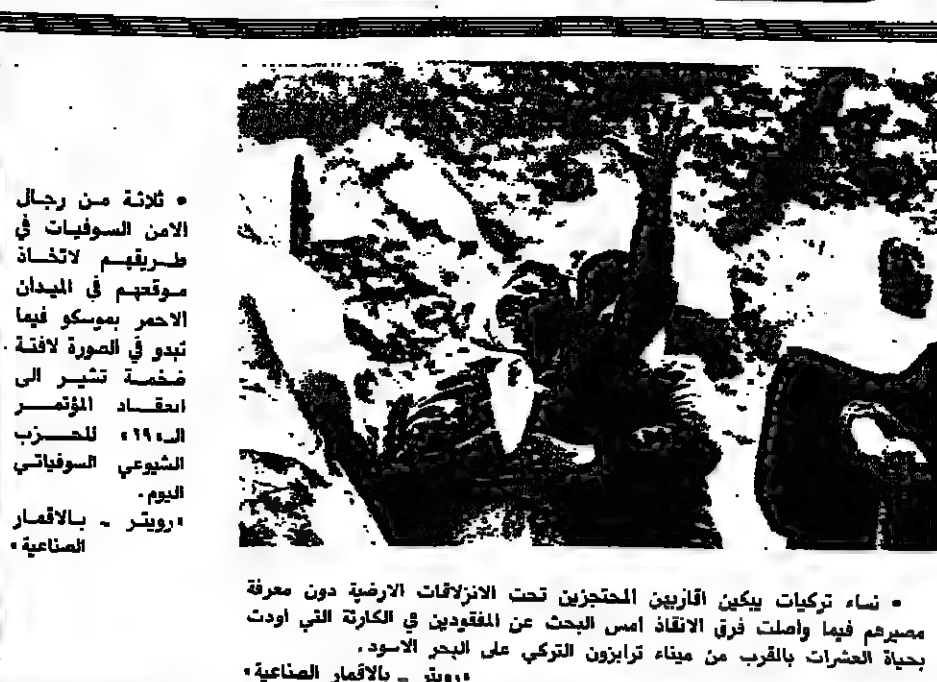 • ثلاثة من رجال
الامن السوفيات في
طريقهم لاتخاذ
موقعهم في الميدان
الاحمر بموسكو فيما
تبدو في الصورة لافتة
ضخمة تشير الى
انعقاد المؤتمر
الـ«١٩» للحزب
الشيوعي السوفياتي
اليوم.
«رويتر ـ بالاقمار
الصناعية»
• نساء تركيات يبكين اقاربهن المحتجزين تحت الانزلاقات الارضية دون معرفة
مصيرهم فيما واصلت فرق الانقاذ امس البحث عن المفقودين في الكارثة التي اودت
بحياة العشرات بالقرب من ميناء ترابزون التركي على البحر الاسود.
«رويتر ـ بالاقمار الصناعية»